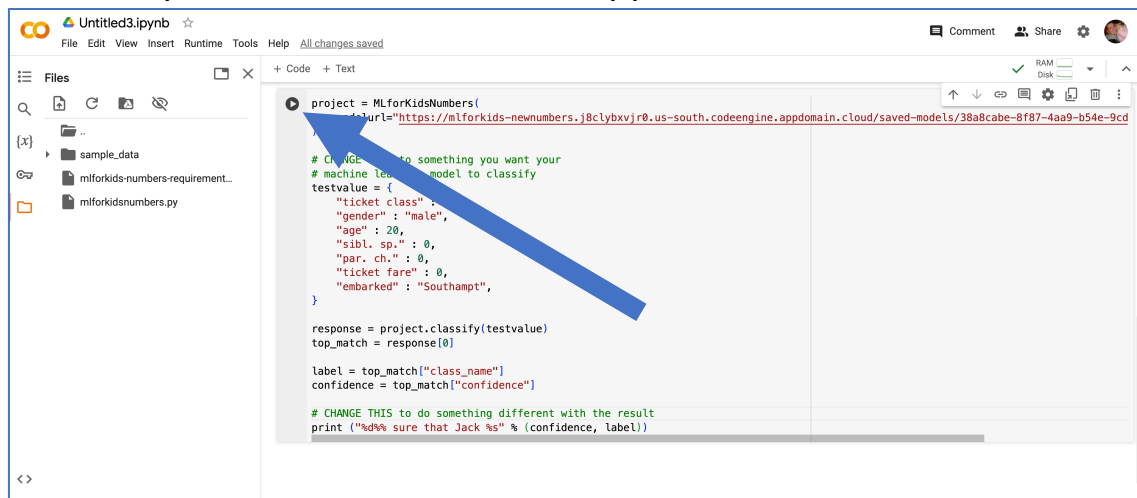 Untitled3.ipynb
File Edit View Insert Runtime Tools Help All changes saved
Comment Share
Files
+ Code + Text
RAM
Disk
{x}
..
sample_data
mlforkids-numbers-requirement...
mlforkidsnumbers.py
<>
project = MLforKidsNumbers(
url="https://mlforkids-newnumbers.j8clybxvjr0.us-south.codeengine.appdomain.cloud/saved-models/38a8cabe-8f87-4aa9-b54e-9cd
# CHANGE to something you want your
# machine model to classify
testvalue = {
"ticket class" :
"gender" : "male",
"age" : 20,
"sibl. sp." : 0,
"par. ch." : 0,
"ticket fare" : 0,
"embarked" : "Southampt",
}
response = project.classify(testvalue)
top_match = response[0]
label = top_match["class_name"]
confidence = top_match["confidence"]
# CHANGE THIS to do something different with the result
print ("%d%% sure that Jack %s" % (confidence, label))